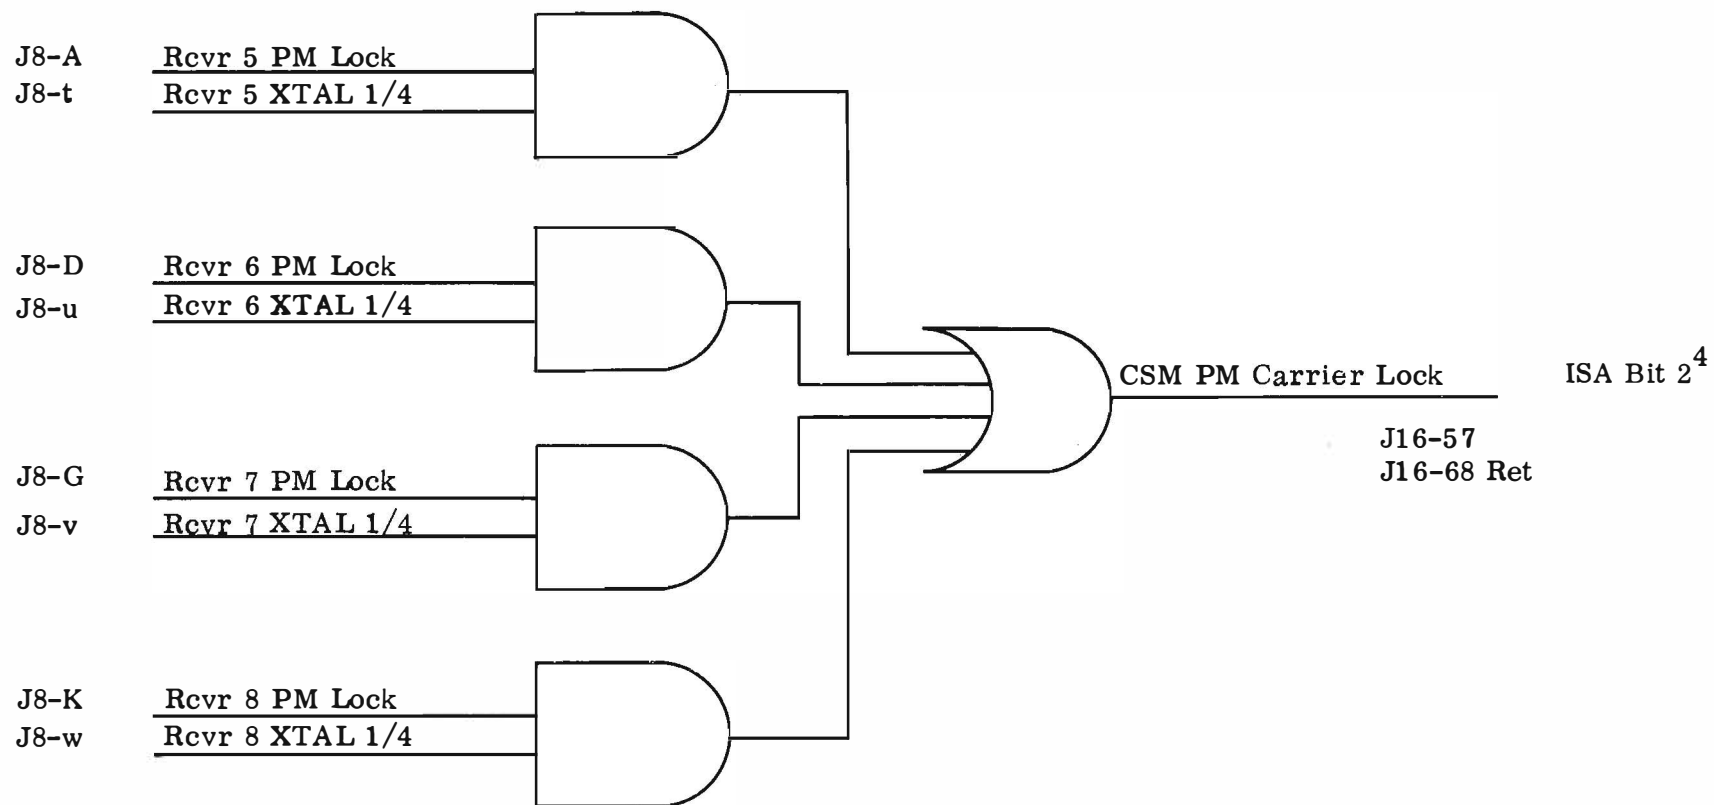 J8-A Rcvr 5 PM Lock
J8-t Rcvr 5 XTAL 1/4
J8-D Rcvr 6 PM Lock
J8-u Rcvr 6 XTAL 1/4
CSM PM Carrier Lock ISA Bit 2⁴
J16-57
J16-68 Ret
J8-G Rcvr 7 PM Lock
J8-v Rcvr 7 XTAL 1/4
J8-K Rcvr 8 PM Lock
J8-w Rcvr 8 XTAL 1/4